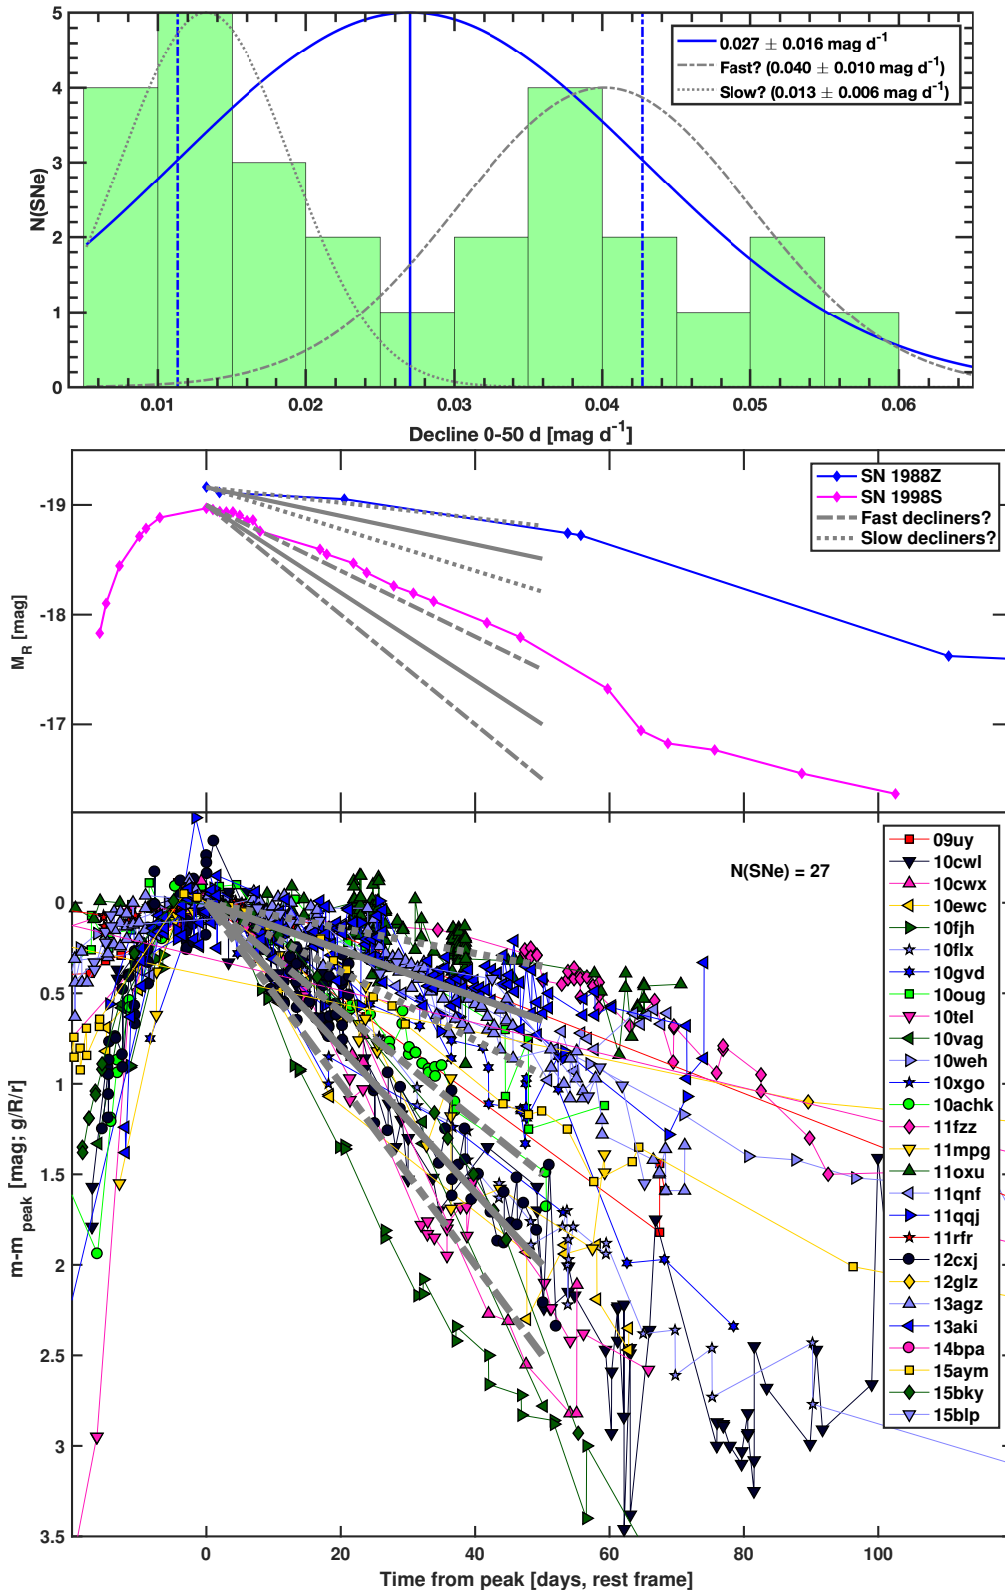 5
4
3
2
1
0
N(SNe)
0.027 ± 0.016 mag d⁻¹
Fast? (0.040 ± 0.010 mag d⁻¹)
Slow? (0.013 ± 0.006 mag d⁻¹)
0.01 0.02 0.03 0.04 0.05 0.06
Decline 0-50 d [mag d⁻¹]
-19
-18
-17
M_R [mag]
SN 1988Z
SN 1998S
Fast decliners?
Slow decliners?
0
0.5
1
1.5
2
2.5
3
3.5
m-m_peak [mag; g/R/r]
N(SNe) = 27
09uy
10cwl
10cwx
10ewc
10fjh
10flx
10gvd
10oug
10tel
10vag
10weh
10xgo
10achk
11fzz
11mpg
11oxu
11qnf
11qqj
11rfr
12cxj
12glz
13agz
13aki
14bpa
15aym
15bky
15blp
0 20 40 60 80 100
Time from peak [days, rest frame]